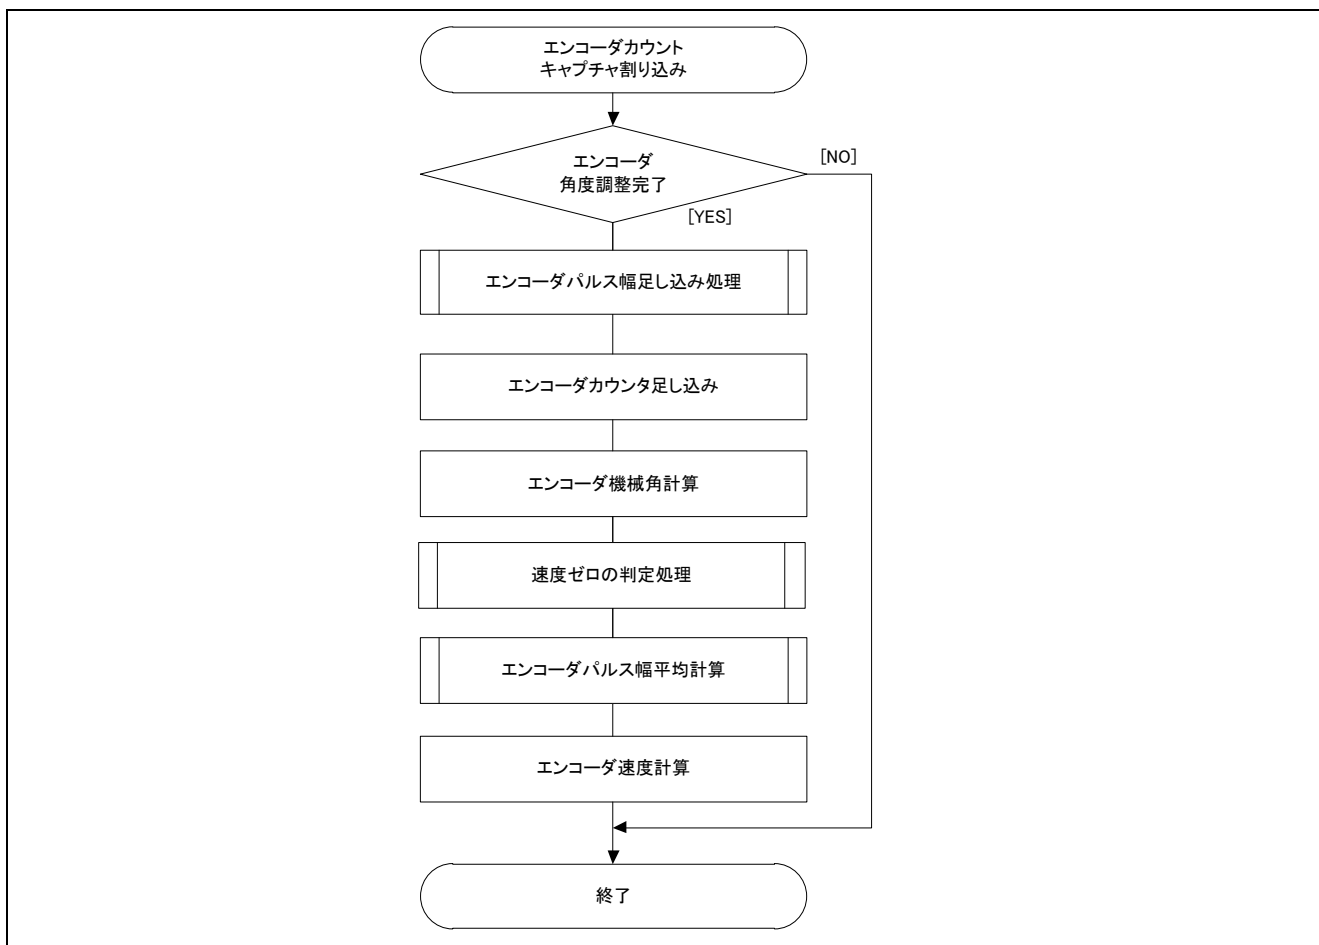 エンコーダカウント
キャプチャ割り込み
エンコーダ
角度調整完了
[NO]
[YES]
エンコーダパルス幅足し込み処理
エンコーダカウンタ足し込み
エンコーダ機械角計算
速度ゼロの判定処理
エンコーダパルス幅平均計算
エンコーダ速度計算
終了